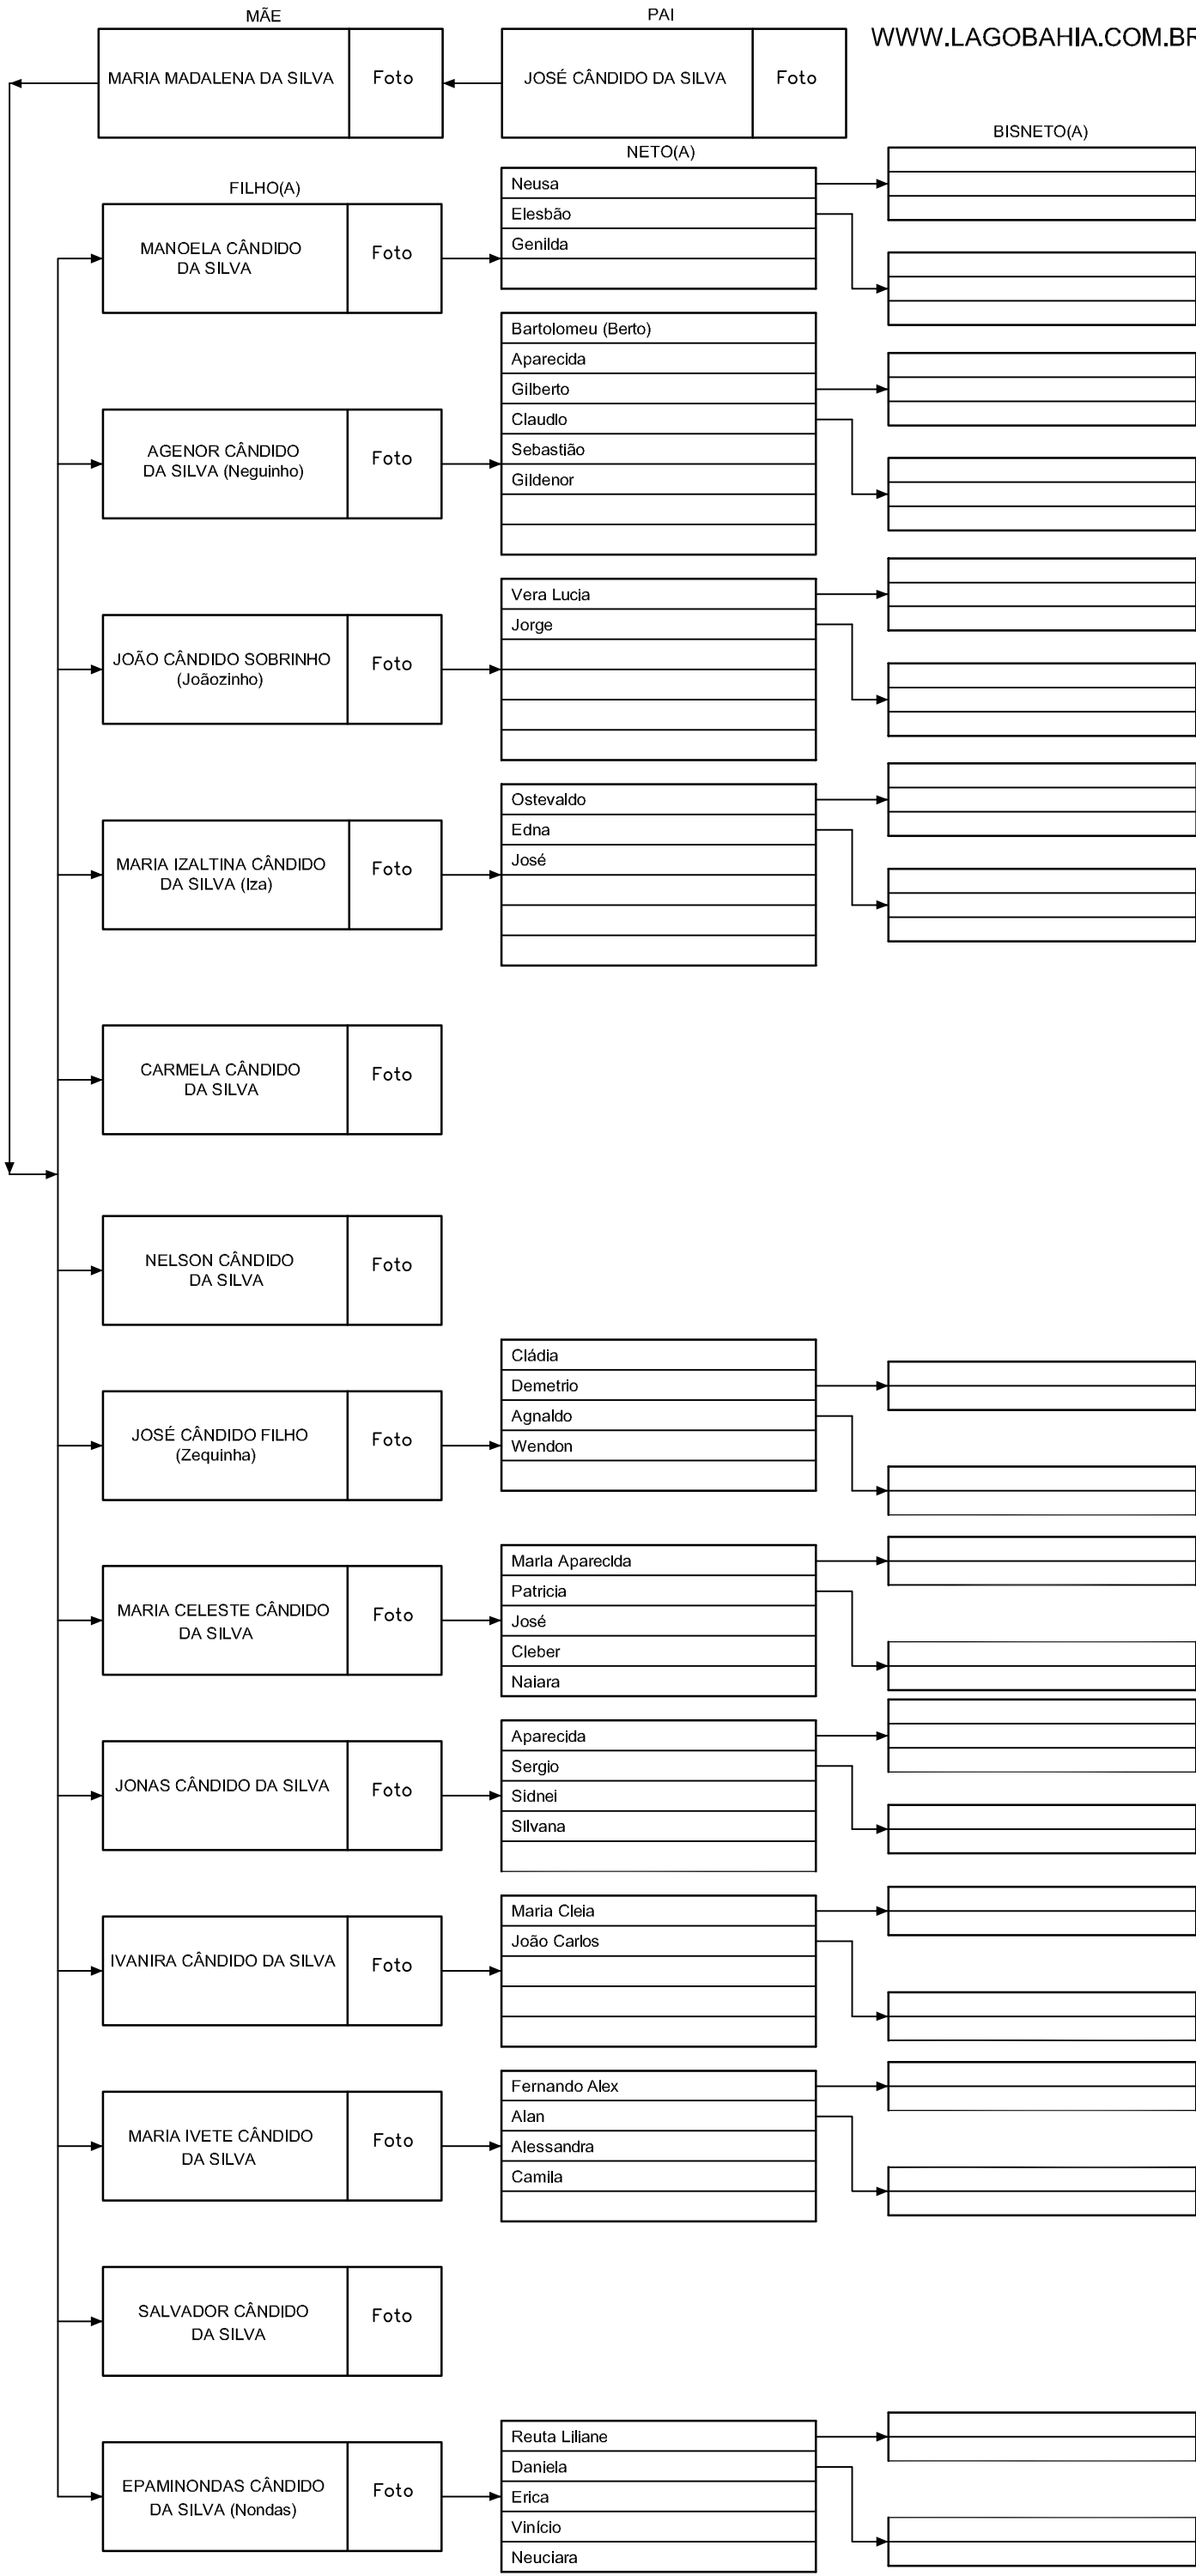 MÃE
PAI
WWW.LAGOBAHIA.COM.BR
MARIA MADALENA DA SILVA
Foto
JOSÉ CÂNDIDO DA SILVA
Foto
BISNETO(A)
NETO(A)
FILHO(A)
MANOELA CÂNDIDO
DA SILVA
Foto
Neusa
Elesbão
Genilda
AGENOR CÂNDIDO
DA SILVA (Neguinho)
Foto
Bartolomeu (Berto)
Aparecida
Gilberto
Claudio
Sebastião
Gildenor
JOÃO CÂNDIDO SOBRINHO
(Joãozinho)
Foto
Vera Lucia
Jorge
MARIA IZALTINA CÂNDIDO
DA SILVA (Iza)
Foto
Ostevaldo
Edna
José
CARMELA CÂNDIDO
DA SILVA
Foto
NELSON CÂNDIDO
DA SILVA
Foto
JOSÉ CÂNDIDO FILHO
(Zequinha)
Foto
Cládia
Demetrio
Agnaldo
Wendon
MARIA CELESTE CÂNDIDO
DA SILVA
Foto
Maria Aparecida
Patricia
José
Cleber
Naiara
JONAS CÂNDIDO DA SILVA
Foto
Aparecida
Sergio
Sidnei
Silvana
IVANIRA CÂNDIDO DA SILVA
Foto
Maria Cleia
João Carlos
MARIA IVETE CÂNDIDO
DA SILVA
Foto
Fernando Alex
Alan
Alessandra
Camila
SALVADOR CÂNDIDO
DA SILVA
Foto
EPAMINONDAS CÂNDIDO
DA SILVA (Nondas)
Foto
Reuta Liliane
Daniela
Erica
Vinício
Neuciara